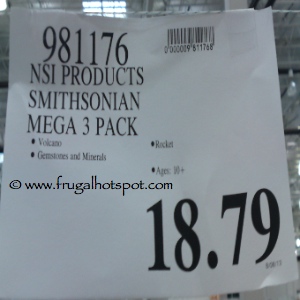 981176
0000009811768
NSI PRODUCTS
SMITHSONIAN
MEGA 3 PACK
• Volcano
• Rocket
• Gemstones and Minerals
• Ages: 10+
© www.frugalhotspot.com
18.79